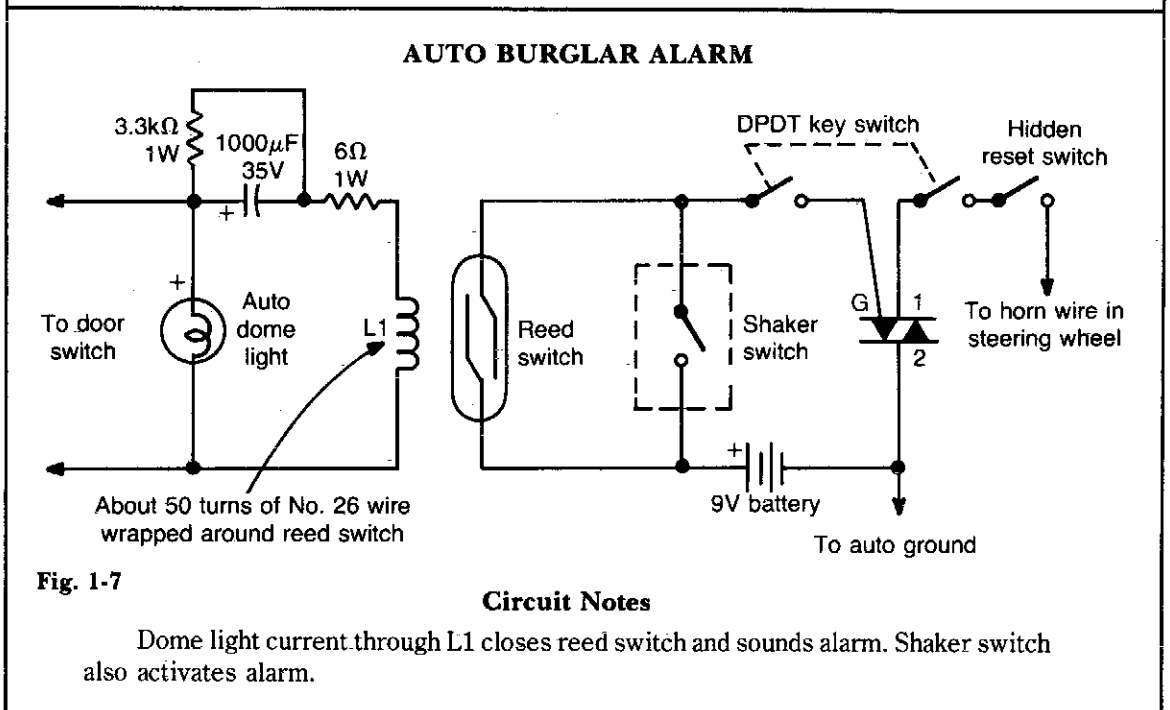 AUTO BURGLAR ALARM
3.3kΩ
1W
1000μF
35V
6Ω
1W
DPDT key switch
Hidden
reset switch
+
+
To door
switch
Auto
dome
light
L1
Reed
switch
Shaker
switch
G
1
2
To horn wire in
steering wheel
+
9V battery
About 50 turns of No. 26 wire
wrapped around reed switch
To auto ground
Fig. 1-7
Circuit Notes
Dome light current through L1 closes reed switch and sounds alarm. Shaker switch
also activates alarm.